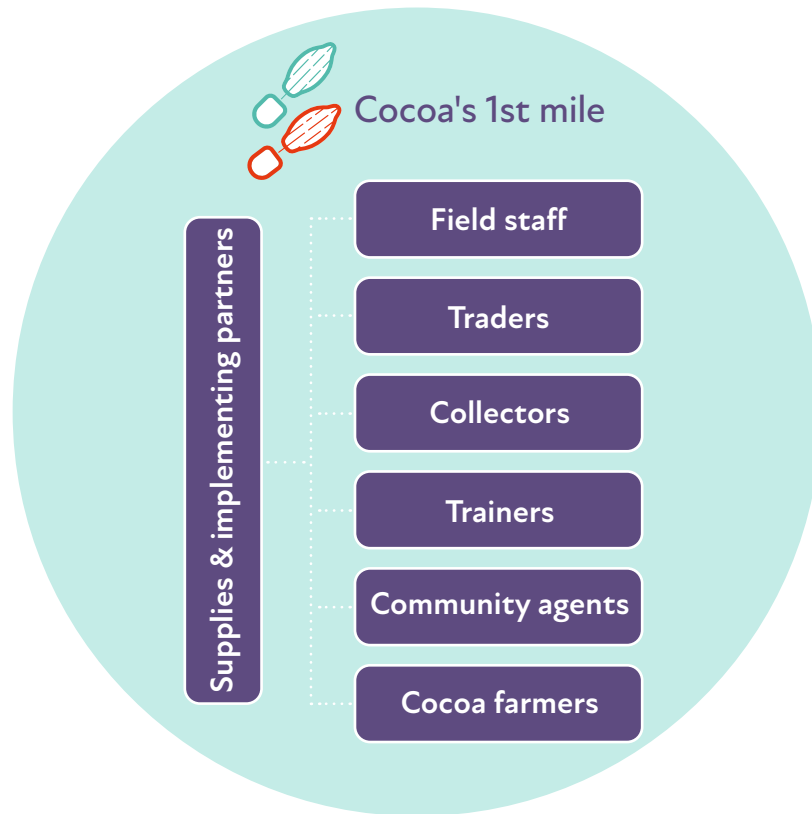 Cocoa's 1st mile
Supplies & implementing partners
Field staff
Traders
Collectors
Trainers
Community agents
Cocoa farmers